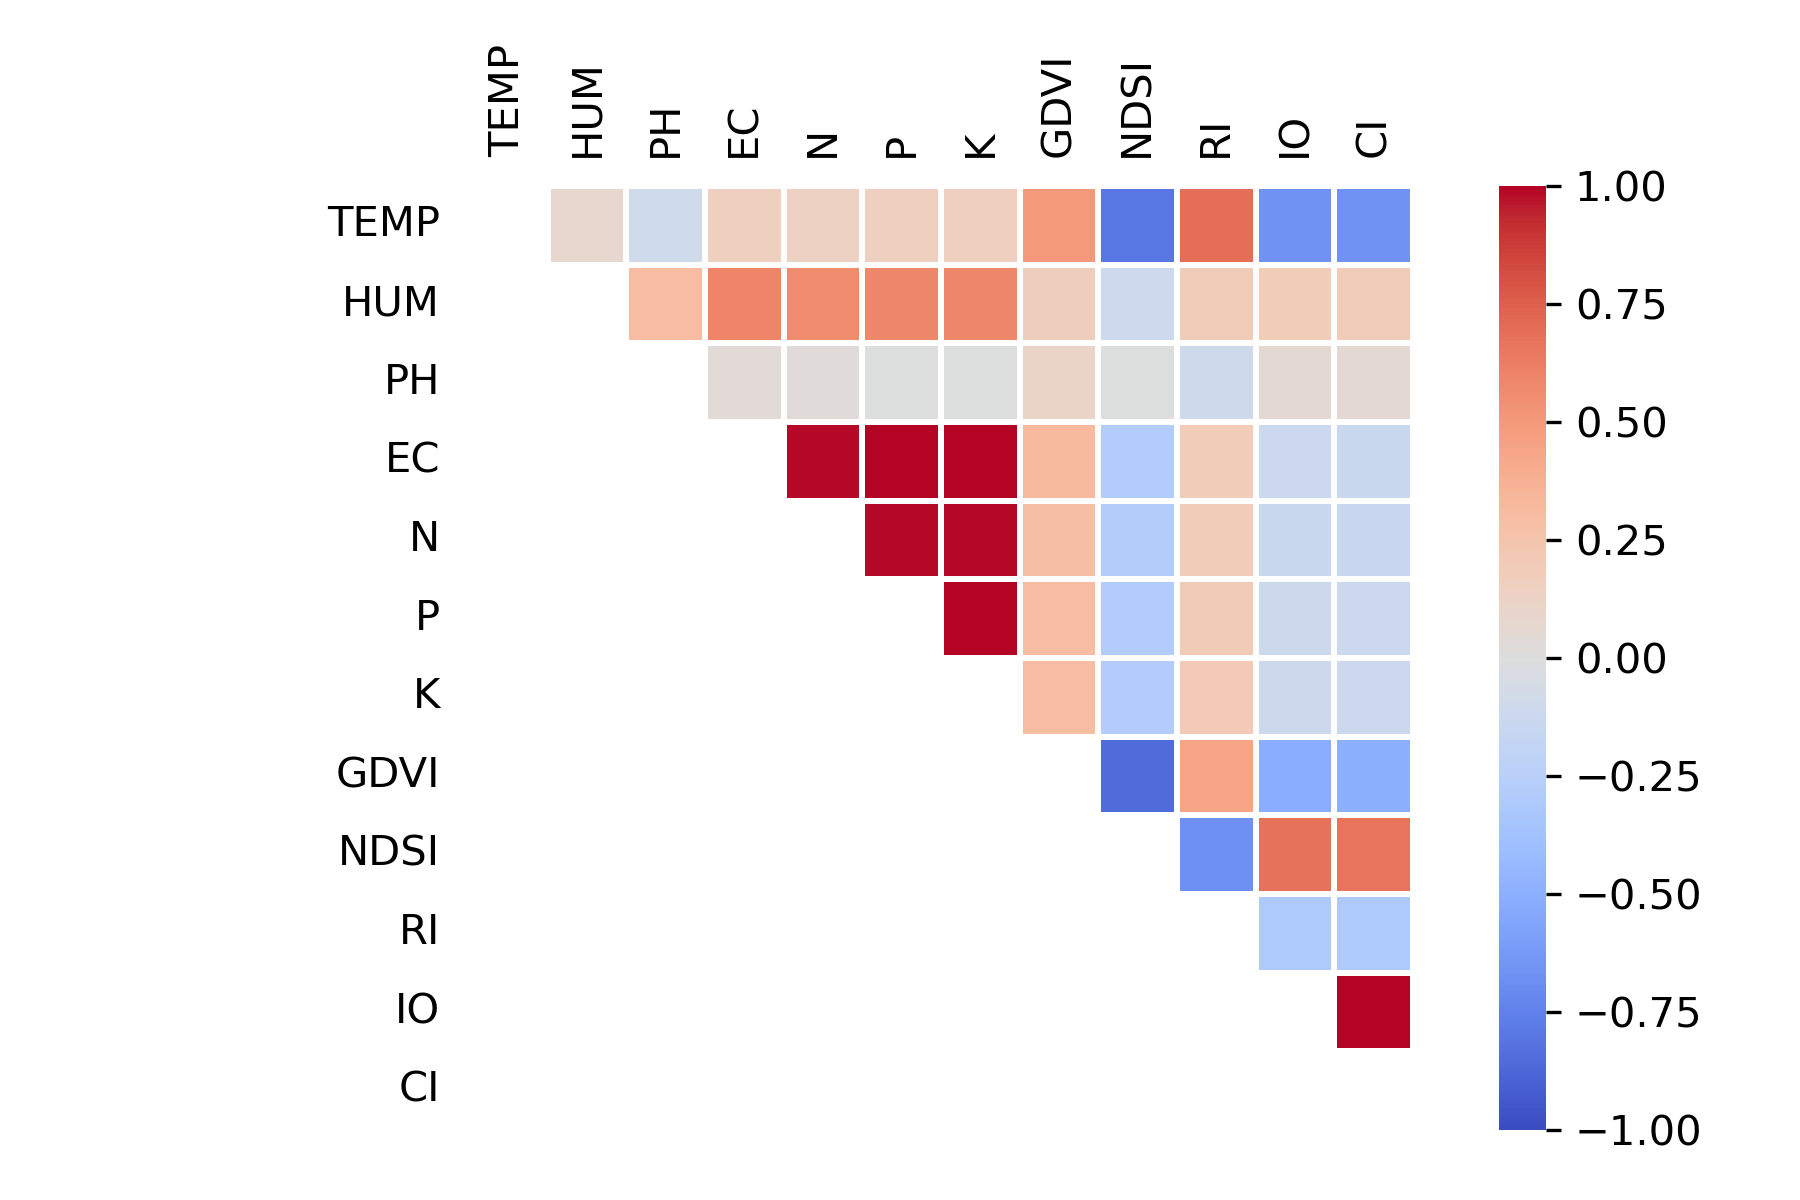 TEMP HUM PH EC N P K GDVI NDSI RI IO CI
TEMP
HUM
PH
EC
N
P
K
GDVI
NDSI
RI
IO
CI
1.00
0.75
0.50
0.25
0.00
−0.25
−0.50
−0.75
−1.00